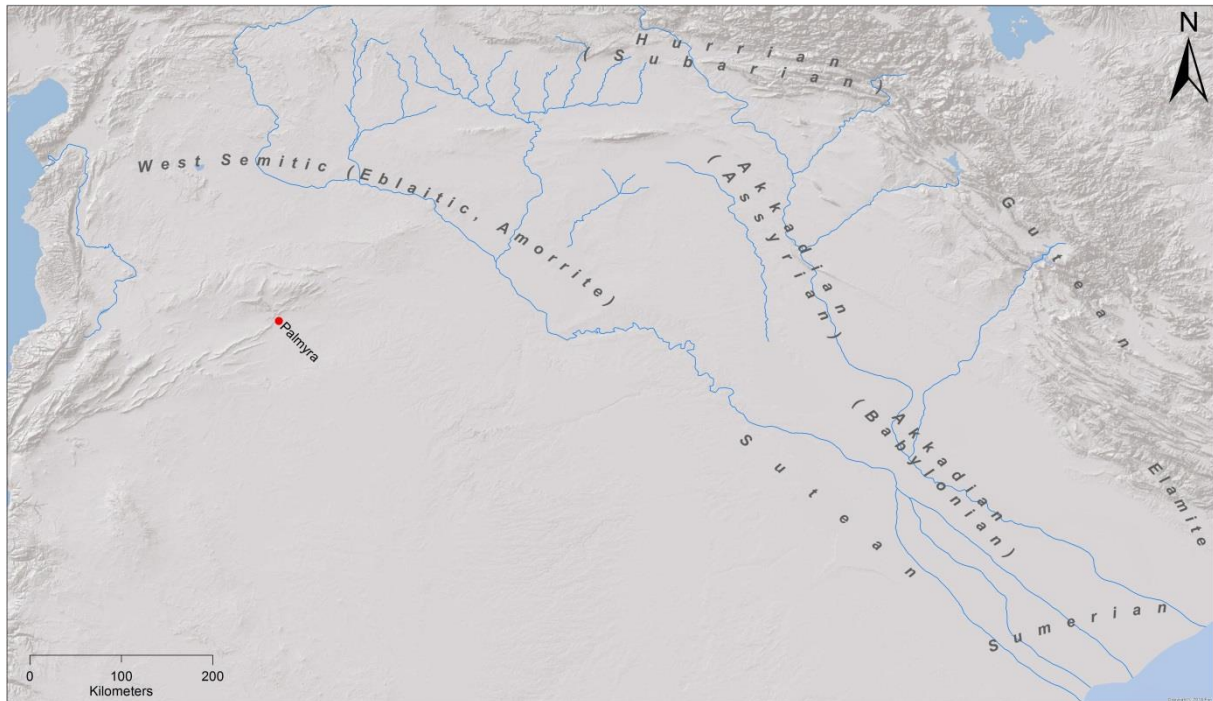 N
Hurrian
(Subarian)
West Semitic (Eblaitic, Amorrite)
Akkadian
(Assyrian)
Gutean
Palmyra
Akkadian
(Babylonian)
Sutean
Elamite
Sumerian
0 100 200
Kilometers